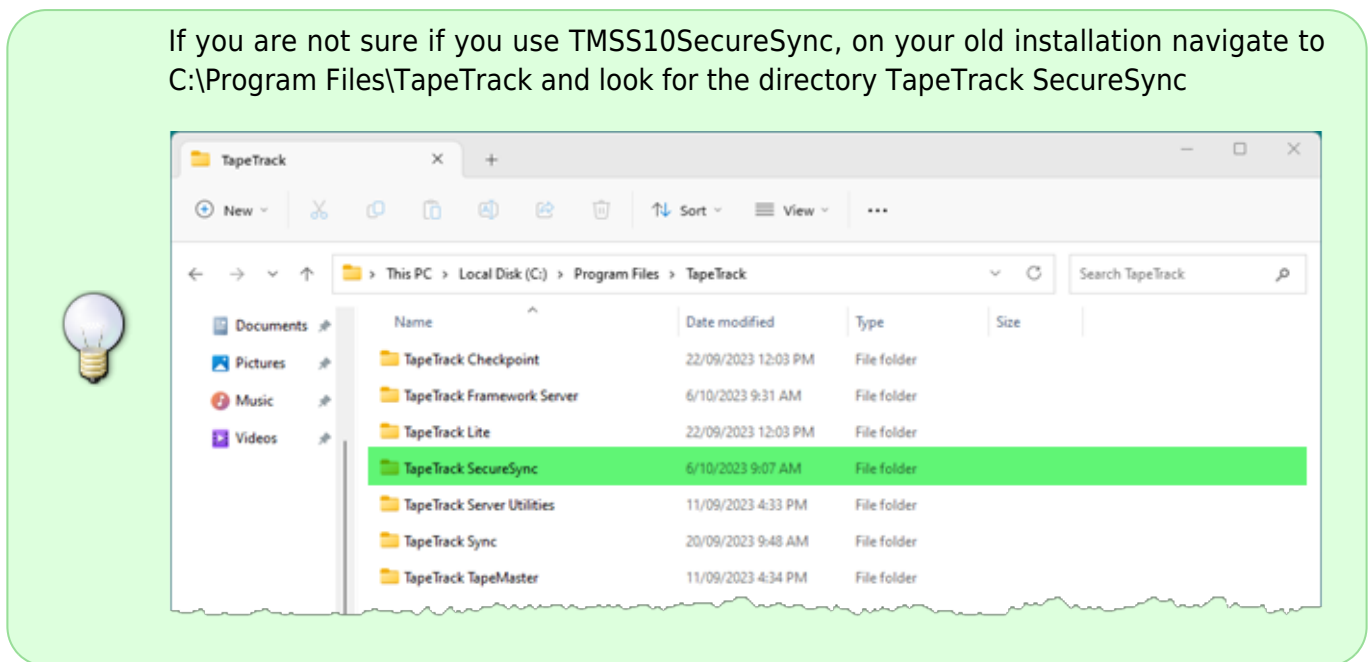 If you are not sure if you use TMSS10SecureSync, on your old installation navigate to
C:\Program Files\TapeTrack and look for the directory TapeTrack SecureSync
TapeTrack
New Sort View
This PC > Local Disk (C:) > Program Files > TapeTrack Search TapeTrack
Documents Name Date modified Type Size
TapeTrack Checkpoint 22/09/2023 12:03 PM File folder
Pictures
TapeTrack Framework Server 6/10/2023 9:31 AM File folder
Music
TapeTrack Lite 22/09/2023 12:03 PM File folder
Videos
TapeTrack SecureSync 6/10/2023 9:07 AM File folder
TapeTrack Server Utilities 11/09/2023 4:33 PM File folder
TapeTrack Sync 20/09/2023 9:48 AM File folder
TapeTrack TapeMaster 11/09/2023 4:34 PM File folder